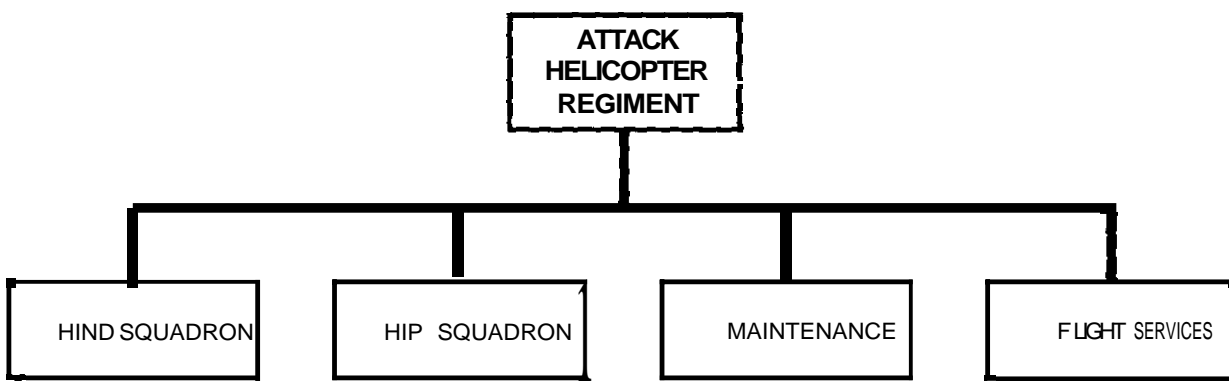 ATTACK
HELICOPTER
REGIMENT
HIND SQUADRON
HIP SQUADRON
MAINTENANCE
FLIGHT SERVICES